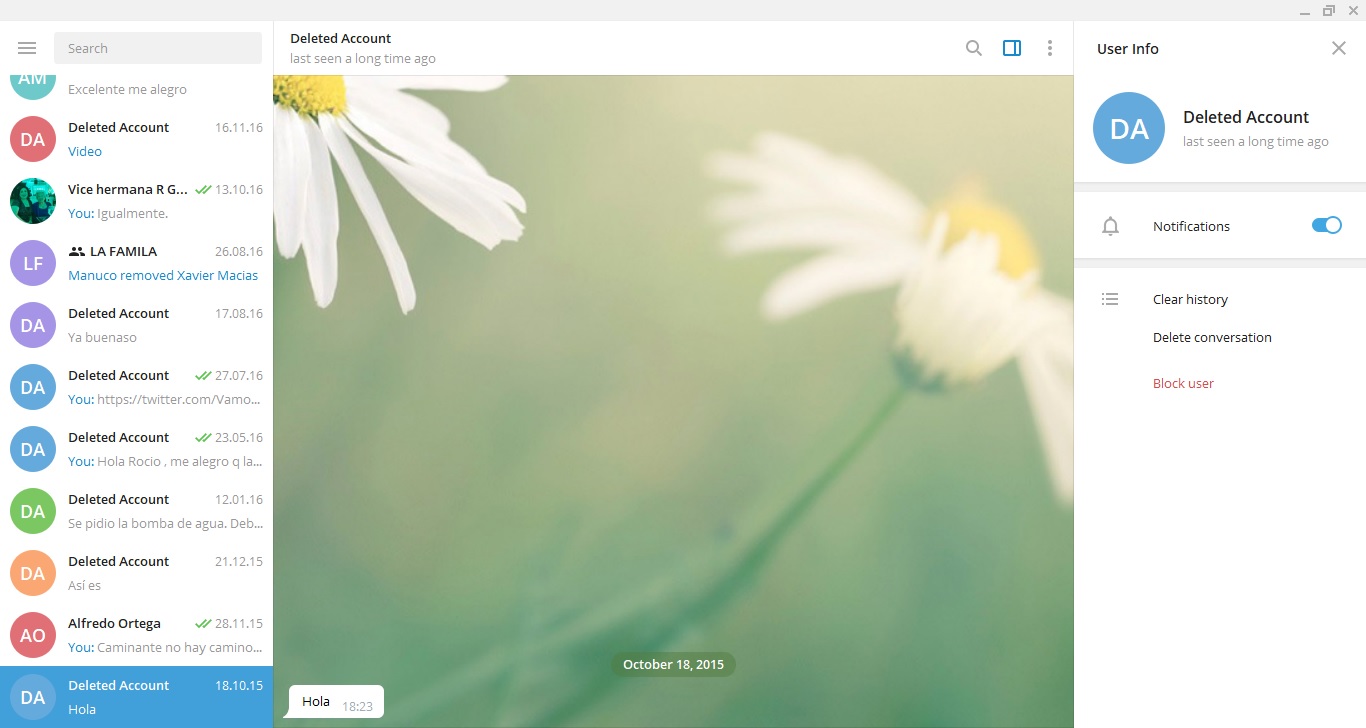 Search
AM
Excelente me alegro
DA
Deleted Account 16.11.16
Video
Vice hermana R G... 13.10.16
You: Igualmente.
LF
LA FAMILA 26.08.16
Manuco removed Xavier Macias
DA
Deleted Account 17.08.16
Ya buenaso
DA
Deleted Account 27.07.16
You: https://twitter.com/Vamo...
DA
Deleted Account 23.05.16
You: Hola Rocio , me alegro q la...
DA
Deleted Account 12.01.16
Se pidio la bomba de agua. Deb...
DA
Deleted Account 21.12.15
Así es
AO
Alfredo Ortega 28.11.15
You: Caminante no hay camino...
DA
Deleted Account 18.10.15
Hola
Deleted Account
last seen a long time ago
October 18, 2015
Hola 18:23
User Info
DA
Deleted Account
last seen a long time ago
Notifications
Clear history
Delete conversation
Block user